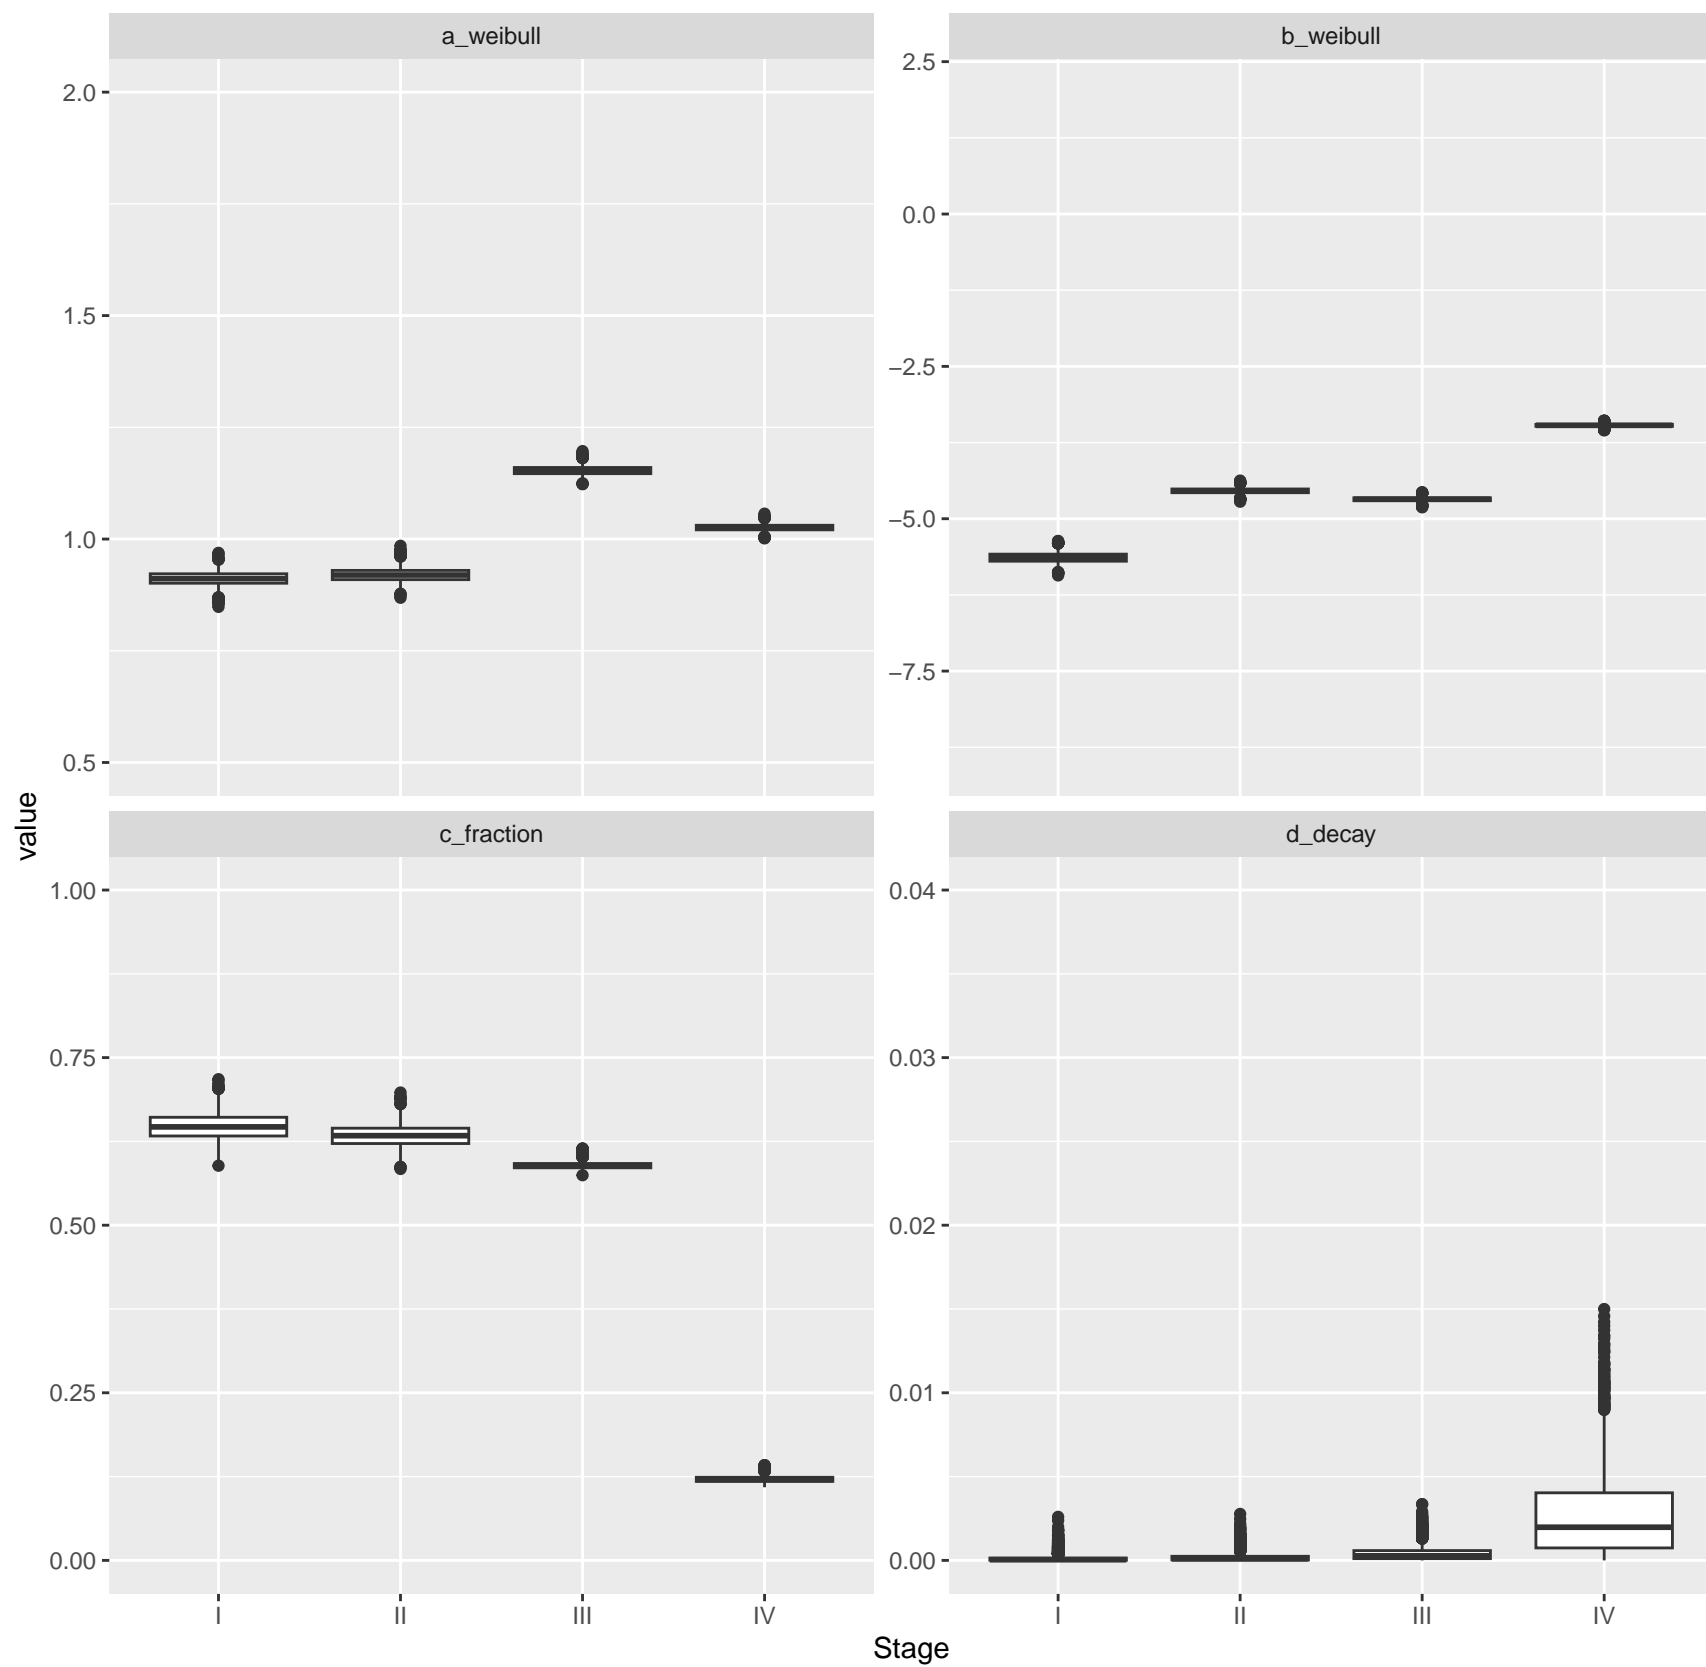 a_weibull
b_weibull
2.0
1.5
1.0
0.5
2.5
0.0
−2.5
−5.0
−7.5
value
c_fraction
d_decay
1.00
0.75
0.50
0.25
0.00
0.04
0.03
0.02
0.01
0.00
I II III IV
I II III IV
Stage